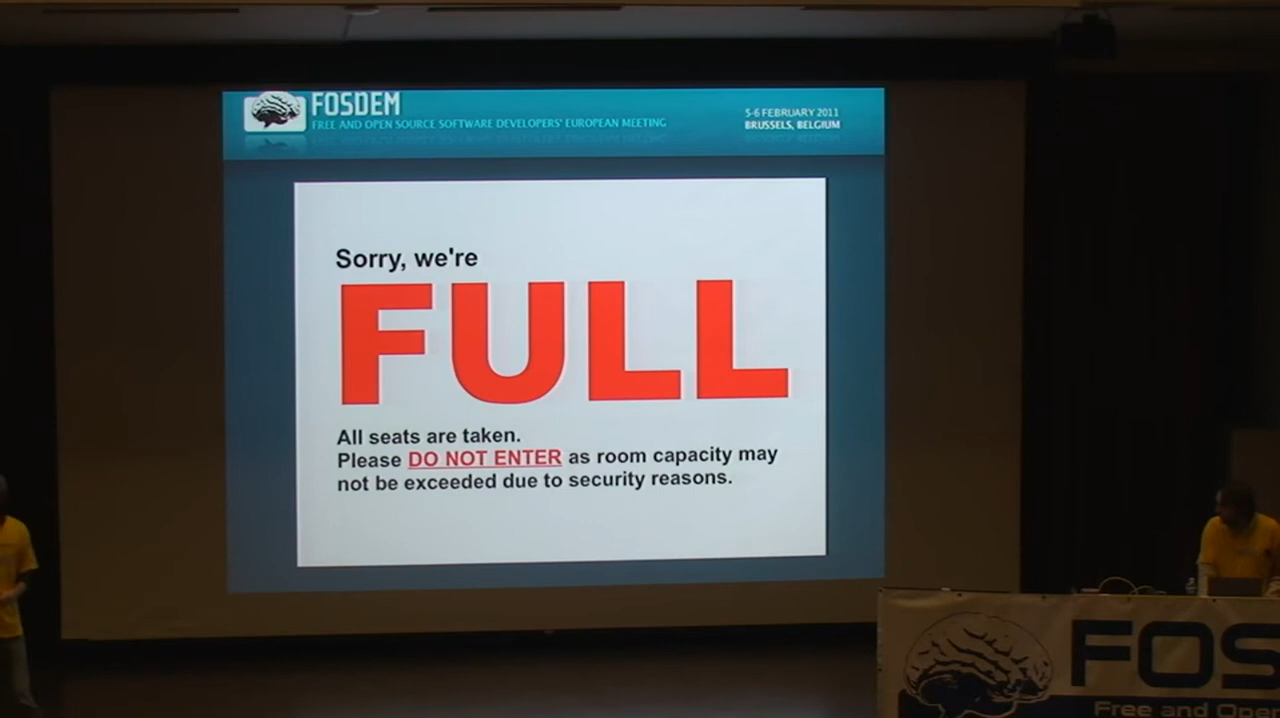 FOSDEM
FREE AND OPEN SOURCE SOFTWARE DEVELOPERS' EUROPEAN MEETING
5-6 FEBRUARY 2011
BRUSSELS, BELGIUM
Sorry, we're
FULL
All seats are taken.
Please DO NOT ENTER as room capacity may
not be exceeded due to security reasons.
FOS
Free and Open